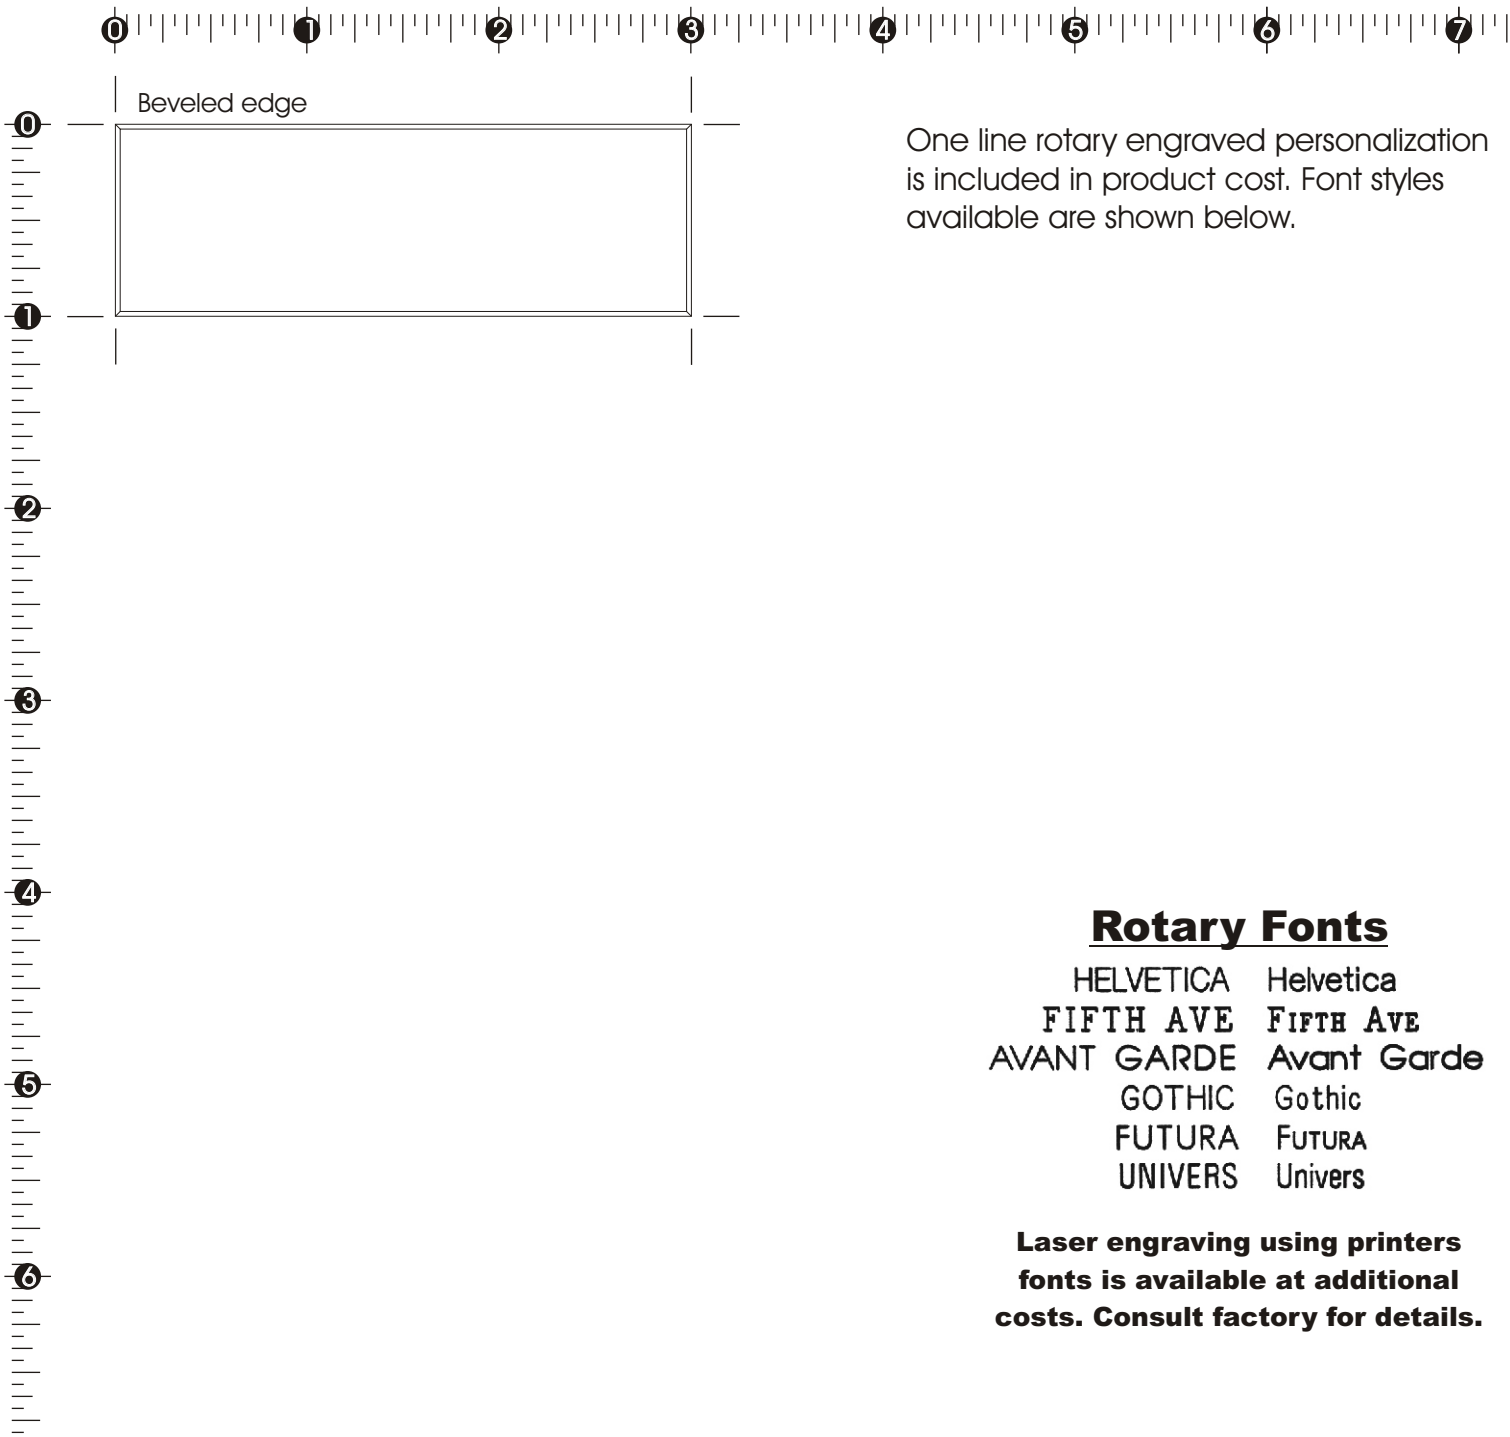 0 1 2 3 4 5 6 7
Beveled edge
0
1
2
3
4
5
6
One line rotary engraved personalization
is included in product cost. Font styles
available are shown below.
Rotary Fonts
HELVETICA Helvetica
FIFTH AVE FIFTH AVE
AVANT GARDE Avant Garde
GOTHIC Gothic
FUTURA FUTURA
UNIVERS Univers
Laser engraving using printers
fonts is available at additional
costs. Consult factory for details.